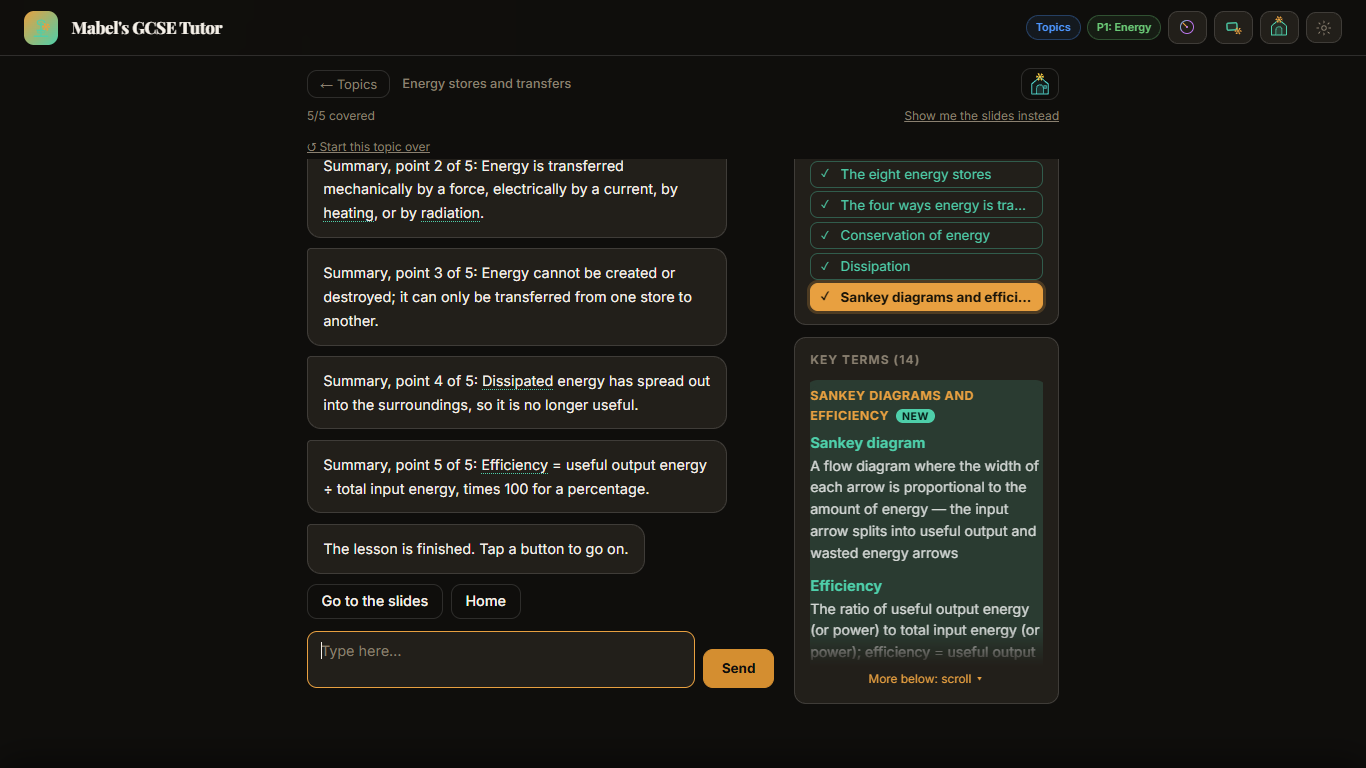 Mabel's GCSE Tutor
Topics
P1: Energy
← Topics
Energy stores and transfers
5/5 covered
Show me the slides instead
↺ Start this topic over
Summary, point 2 of 5: Energy is transferred
mechanically by a force, electrically by a current, by
heating, or by radiation.
Summary, point 3 of 5: Energy cannot be created or
destroyed; it can only be transferred from one store to
another.
Summary, point 4 of 5: Dissipated energy has spread out
into the surroundings, so it is no longer useful.
Summary, point 5 of 5: Efficiency = useful output energy
÷ total input energy, times 100 for a percentage.
The lesson is finished. Tap a button to go on.
Go to the slides
Home
Type here...
Send
✓ The eight energy stores
✓ The four ways energy is tra...
✓ Conservation of energy
✓ Dissipation
✓ Sankey diagrams and effici...
KEY TERMS (14)
SANKEY DIAGRAMS AND
EFFICIENCY NEW
Sankey diagram
A flow diagram where the width of
each arrow is proportional to the
amount of energy — the input
arrow splits into useful output and
wasted energy arrows
Efficiency
The ratio of useful output energy
(or power) to total input energy (or
power); efficiency = useful output
More below: scroll ▾